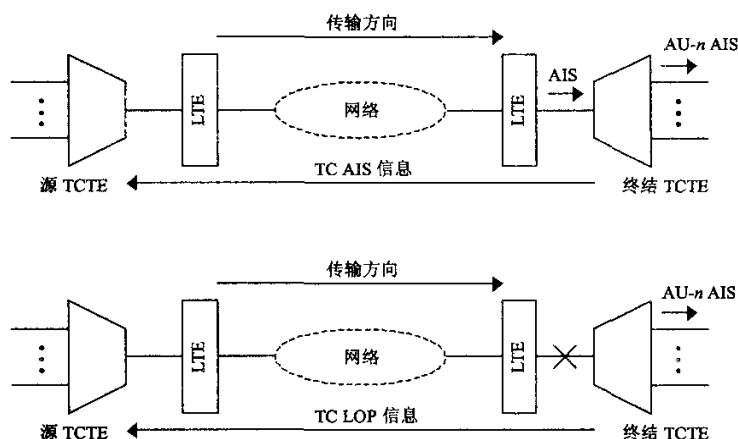 传输方向
AU-n AIS
AIS
LTE
网络
LTE
TC AIS 信息
源 TCTE
终结 TCTE
传输方向
AU-n AIS
LTE
网络
LTE
TC LOP 信息
源 TCTE
终结 TCTE